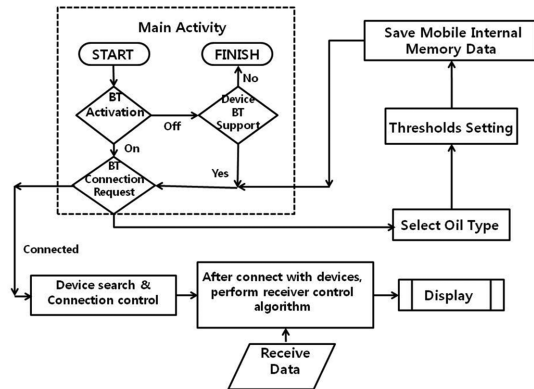 Main Activity
START
FINISH
No
BT
Activation
Off
Device
BT
Support
On
Yes
BT
Connection
Request
Save Mobile Internal
Memory Data
Thresholds Setting
Select Oil Type
Connected
Device search &
Connection control
After connect with devices,
perform receiver control
algorithm
Display
Receive
Data